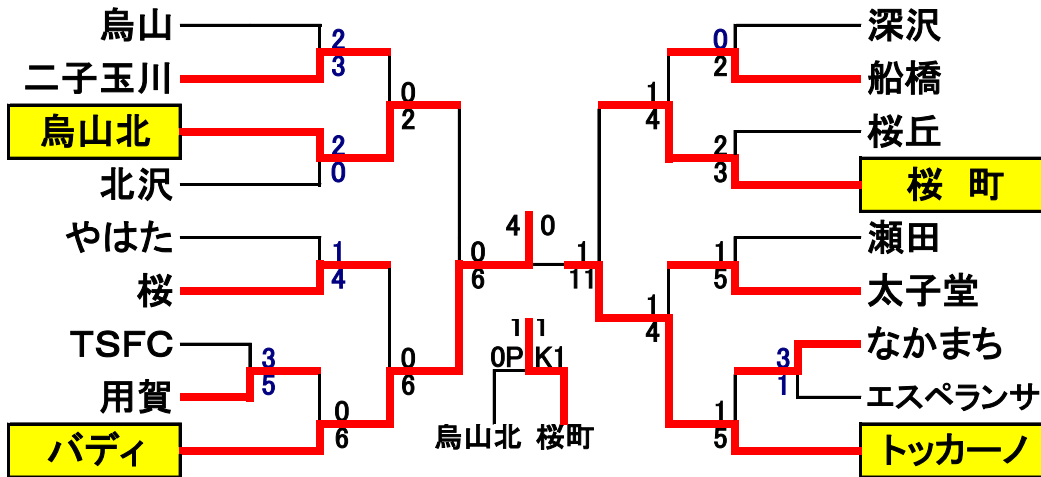 烏山
2
3
二子玉川
0
2
烏山北
2
0
北沢
やはた
1
4
桜
0
6
TSFC
3
5
用賀
0
6
バディ
0
6
4 0
1 1
0PK1
烏山北 桜町
1
11
深沢
0
2
船橋
1
4
桜丘
2
3
桜 町
瀬田
1
5
太子堂
1
4
なかまち
3
1
エスペランサ
1
5
トッカーノ